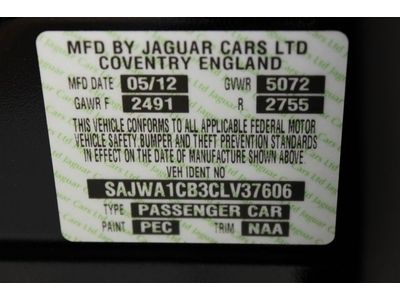 MFD BY JAGUAR CARS LTD
COVENTRY ENGLAND
MFD DATE 05/12 GVWR 5072
GAWR F 2491 R 2755
THIS VEHICLE CONFORMS TO ALL APPLICABLE FEDERAL MOTOR
VEHICLE SAFETY BUMPER AND THEFT PREVENTION STANDARDS
IN EFFECT ON THE DATE OF MANUFACTURE SHOWN ABOVE.
VEH IDENT NO
SAJWA1CB3CLV37606
TYPE PASSENGER CAR
PAINT PEC TRIM NAA